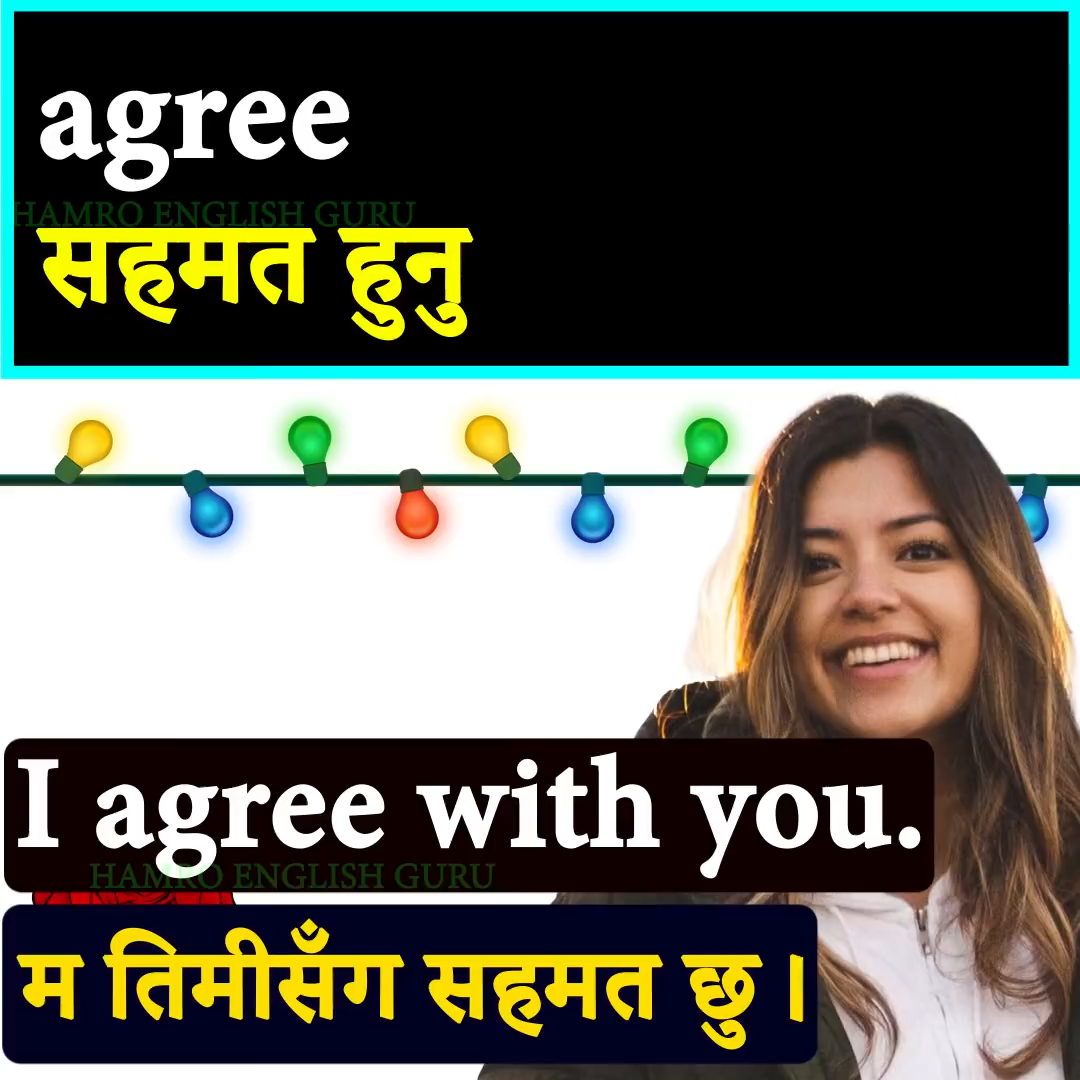 agree
HAMRO ENGLISH GURU
सहमत हुनु
I agree with you.
HAMRO ENGLISH GURU
म तिमीसँग सहमत छु ।